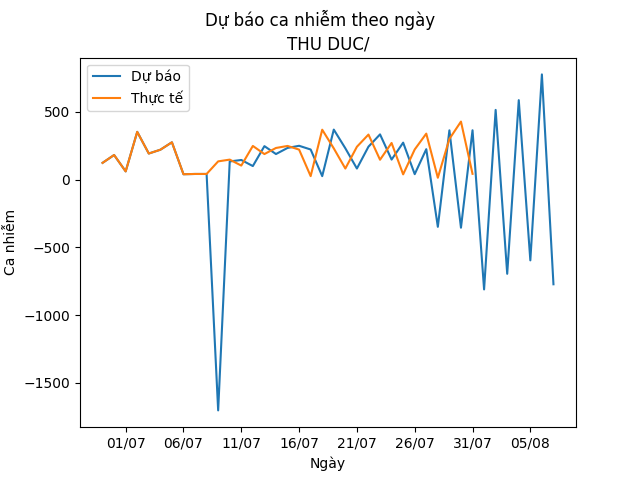 Dự báo ca nhiễm theo ngày
THU DUC/
Dự báo
Thực tế
Ca nhiễm
500
0
−500
−1000
−1500
01/07 06/07 11/07 16/07 21/07 26/07 31/07 05/08
Ngày